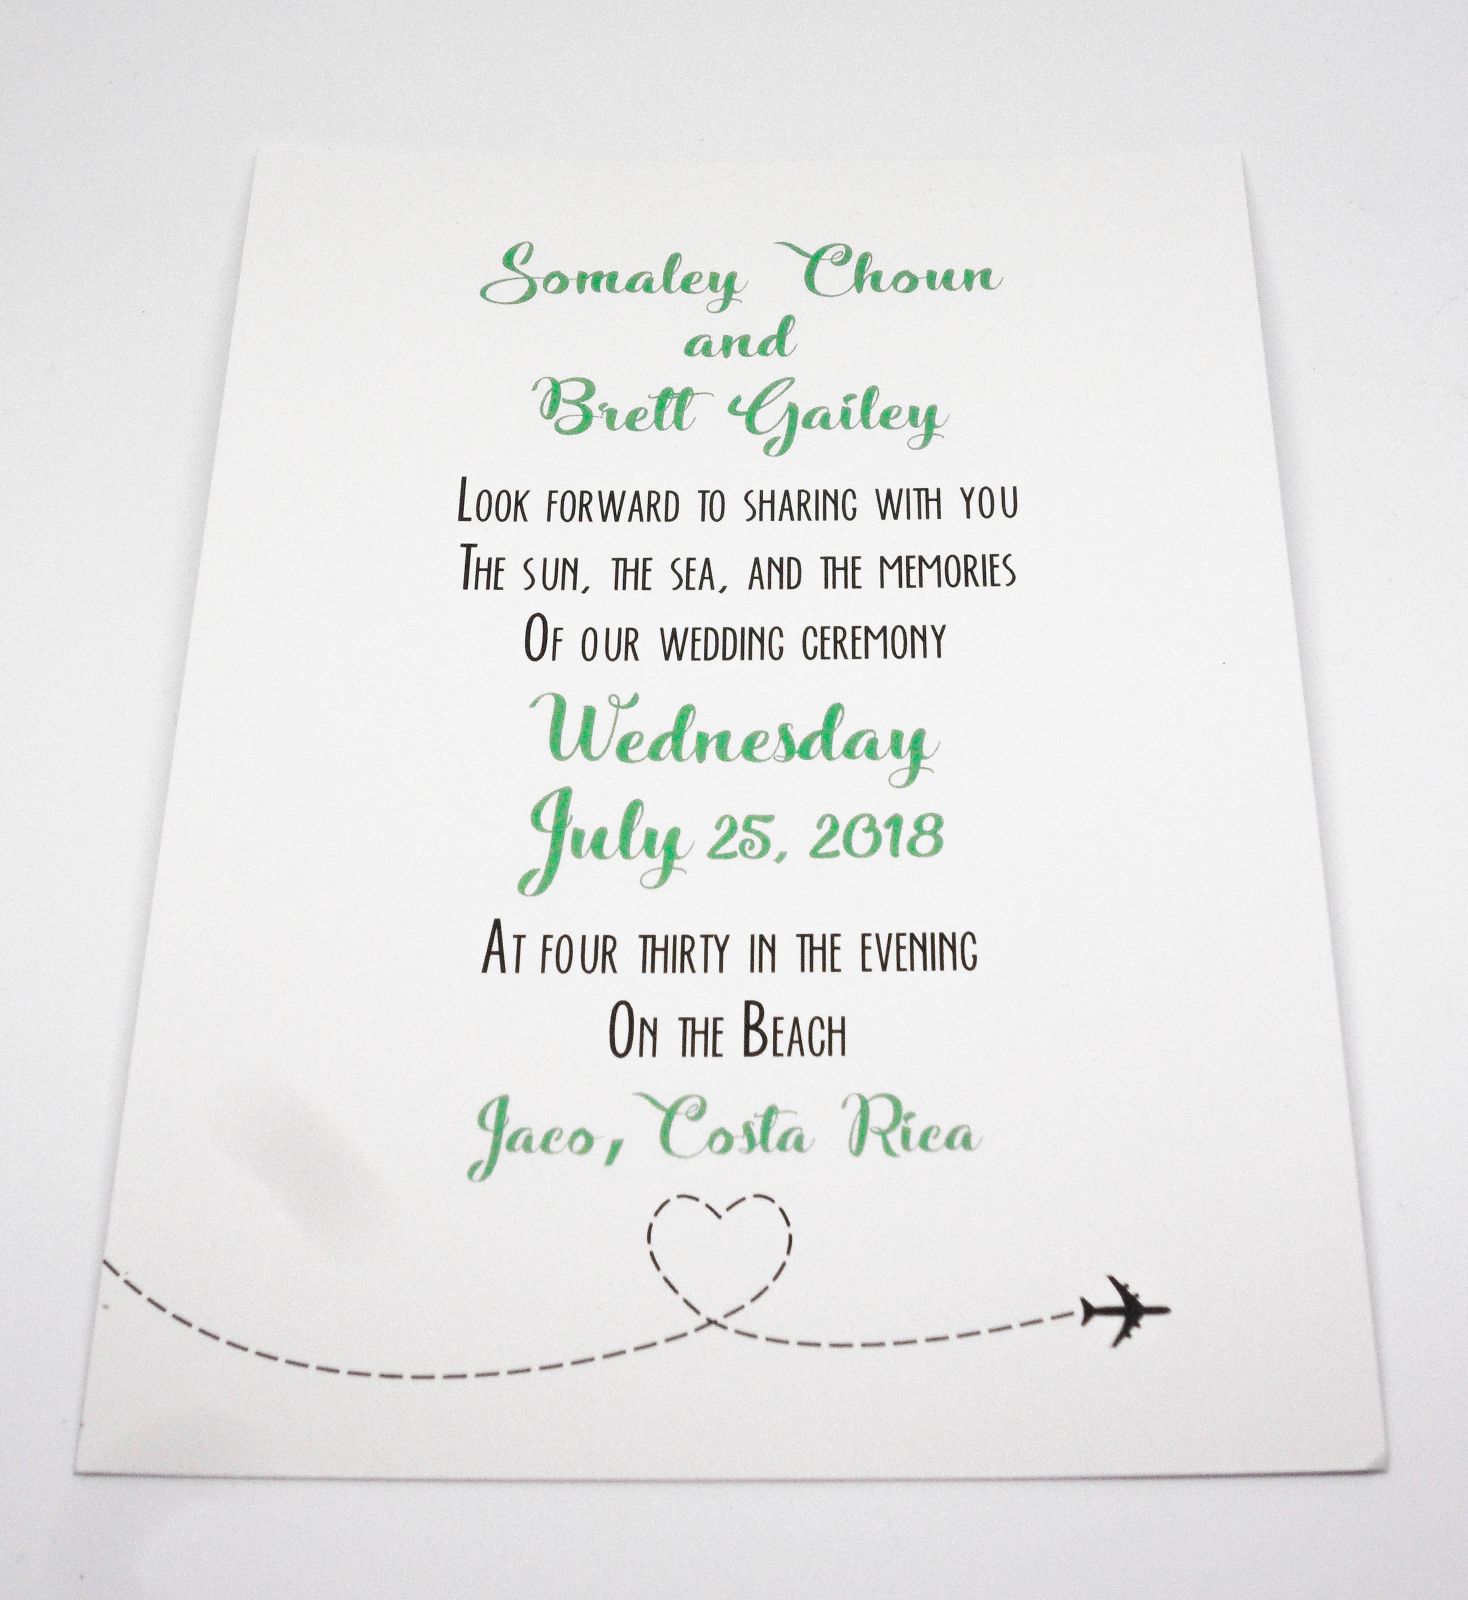 Somaley Choun
and
Brett Gailey
LOOK FORWARD TO SHARING WITH YOU
THE SUN, THE SEA, AND THE MEMORIES
OF OUR WEDDING CEREMONY
Wednesday
July 25, 2018
AT FOUR THIRTY IN THE EVENING
ON THE BEACH
Jaco, Costa Rica